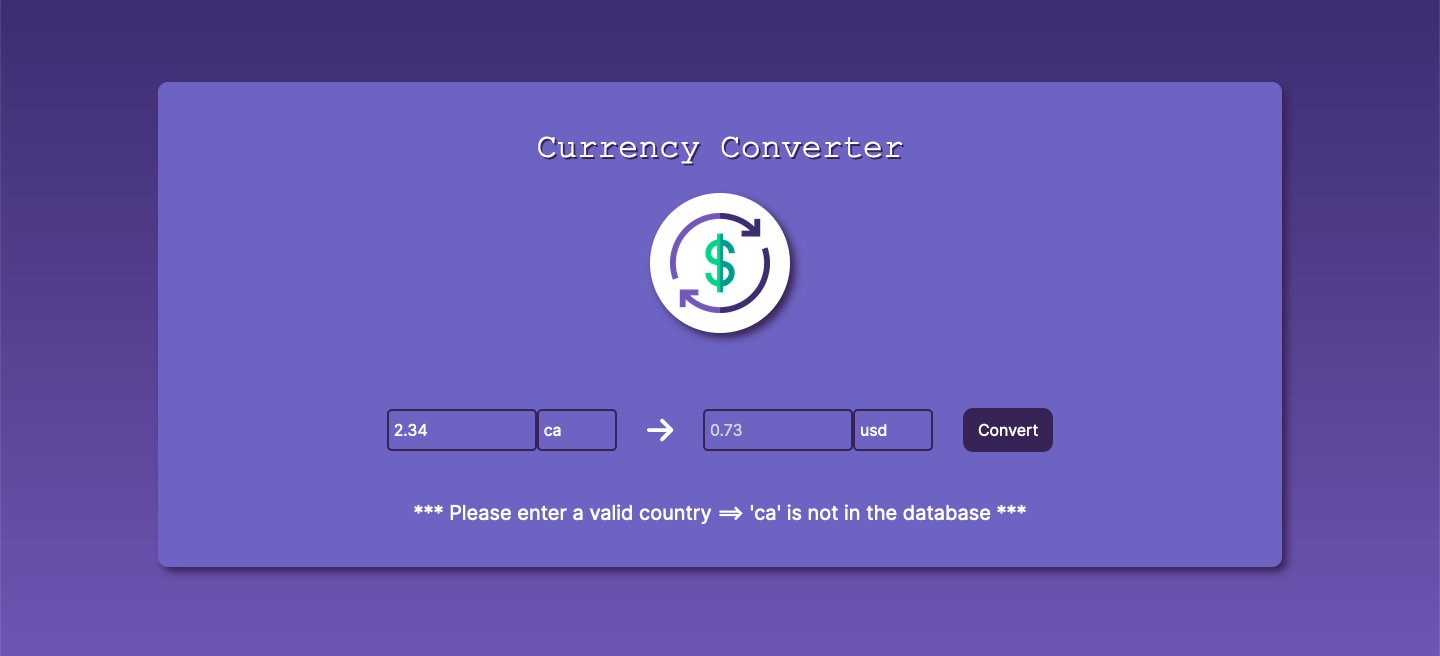 Currency Converter
$
2.34 ca → 0.73 usd Convert
*** Please enter a valid country ==> 'ca' is not in the database ***